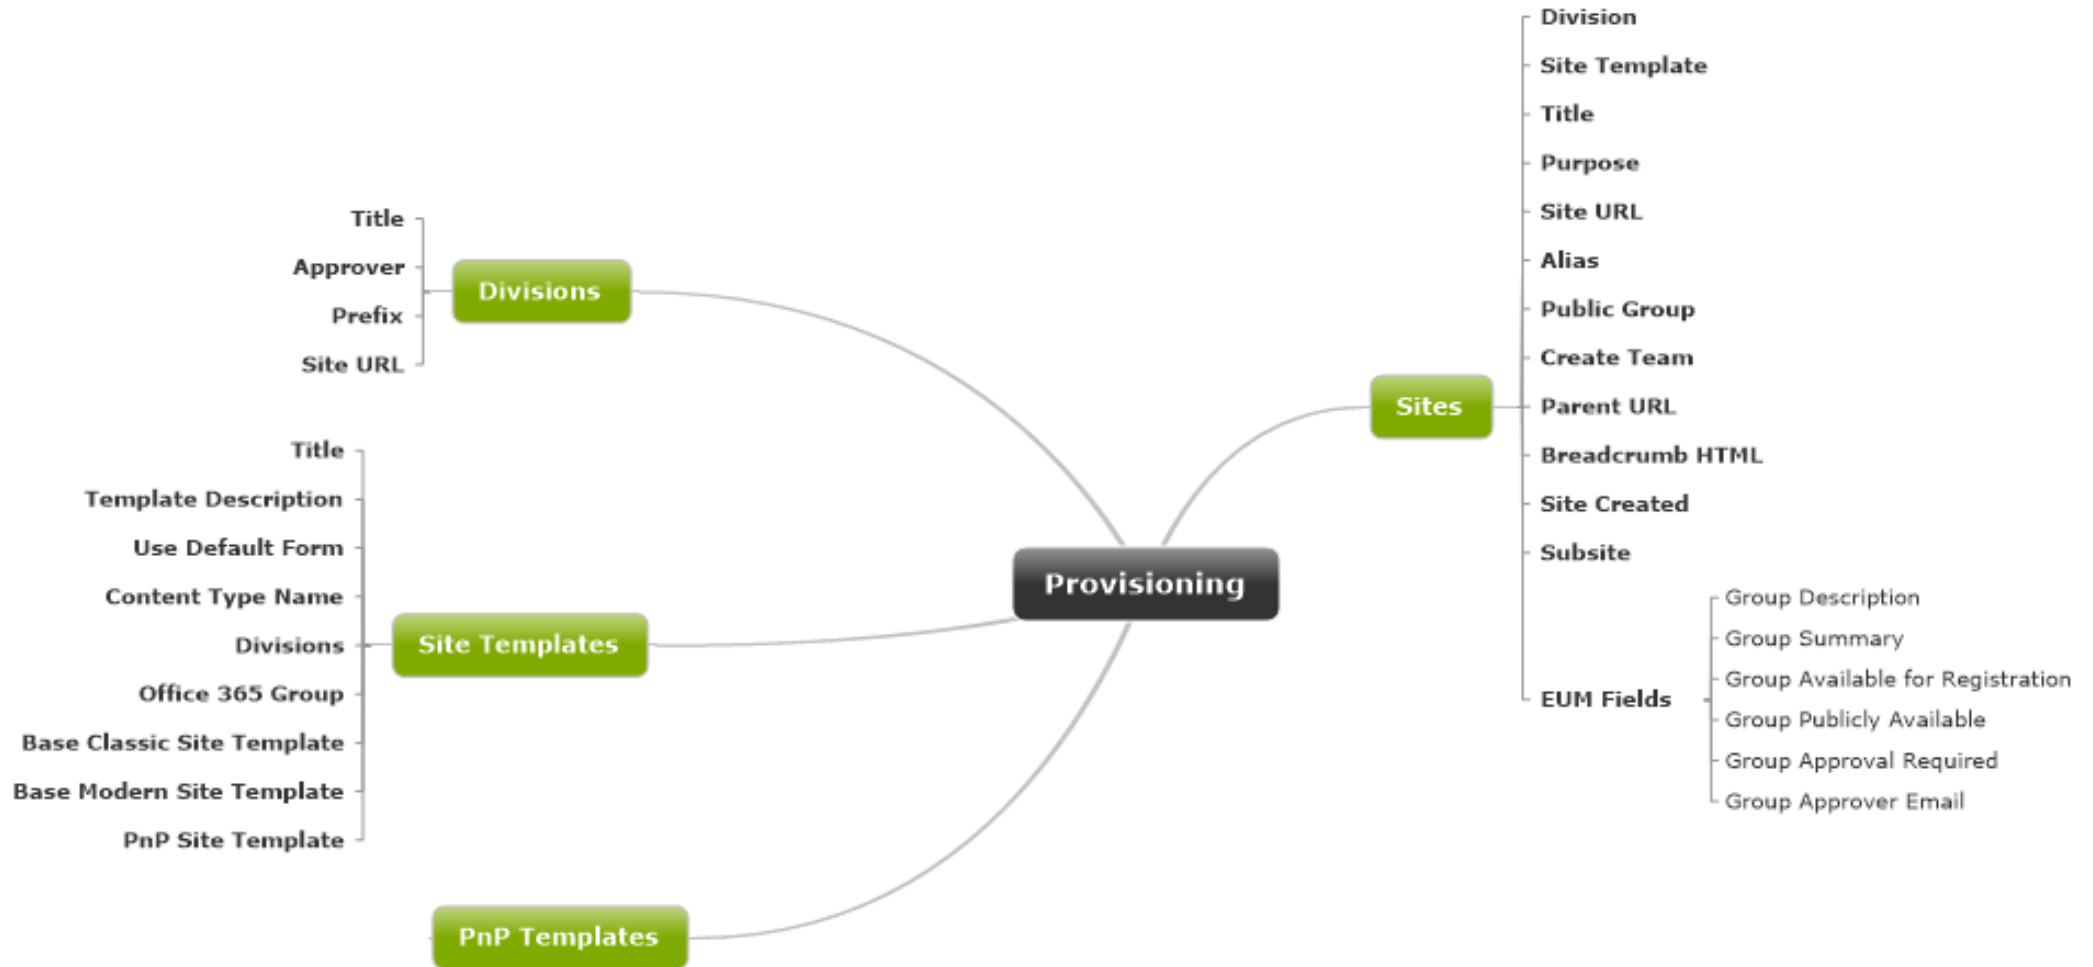 Provisioning
Divisions
Title
Approver
Prefix
Site URL
Site Templates
Title
Template Description
Use Default Form
Content Type Name
Divisions
Office 365 Group
Base Classic Site Template
Base Modern Site Template
PnP Site Template
PnP Templates
Sites
Division
Site Template
Title
Purpose
Site URL
Alias
Public Group
Create Team
Parent URL
Breadcrumb HTML
Site Created
Subsite
EUM Fields
Group Description
Group Summary
Group Available for Registration
Group Publicly Available
Group Approval Required
Group Approver Email